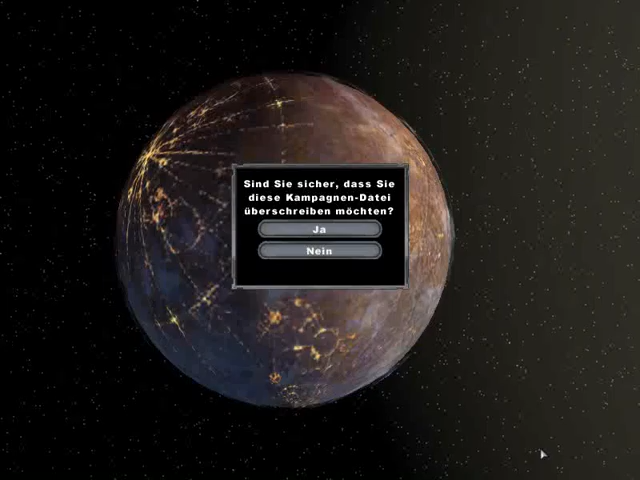 Sind Sie sicher, dass Sie
diese Kampagnen-Datei
überschreiben möchten?
Ja
Nein